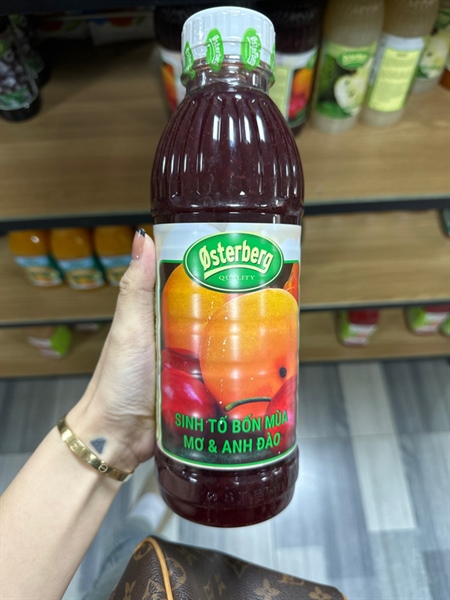 Østerberg
QUALITY
SINH TỐ BỐN MÙA
MƠ & ANH ĐÀO